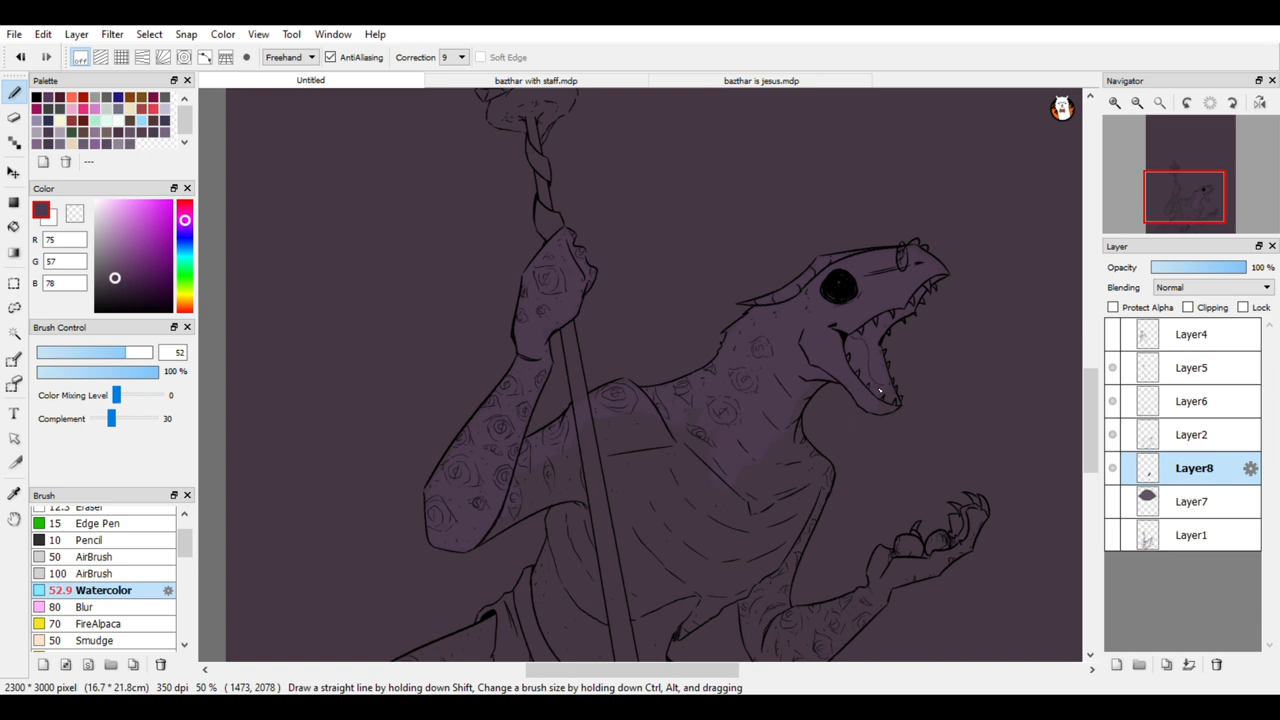 File Edit Layer Filter Select Snap Color View Tool Window Help
off Freehand AntiAliasing Correction 9 Soft Edge
Palette
Untitled bazthar with staff.mdp bazthar is jesus.mdp
Navigator
---
Color
R 75
G 57
B 78
Brush Control
52
100 %
Color Mixing Level 0
Complement 30
Brush
12.3 Eraser
15 Edge Pen
10 Pencil
50 AirBrush
100 AirBrush
52.9 Watercolor
80 Blur
70 FireAlpaca
50 Smudge
Layer
Opacity 100 %
Blending Normal
Protect Alpha Clipping Lock
Layer4
Layer5
Layer6
Layer2
Layer8
Layer7
Layer1
2300 * 3000 pixel (16.7 * 21.8cm) 350 dpi 50 % ( 1473, 2078 ) Draw a straight line by holding down Shift, Change a brush size by holding down Ctrl, Alt, and dragging